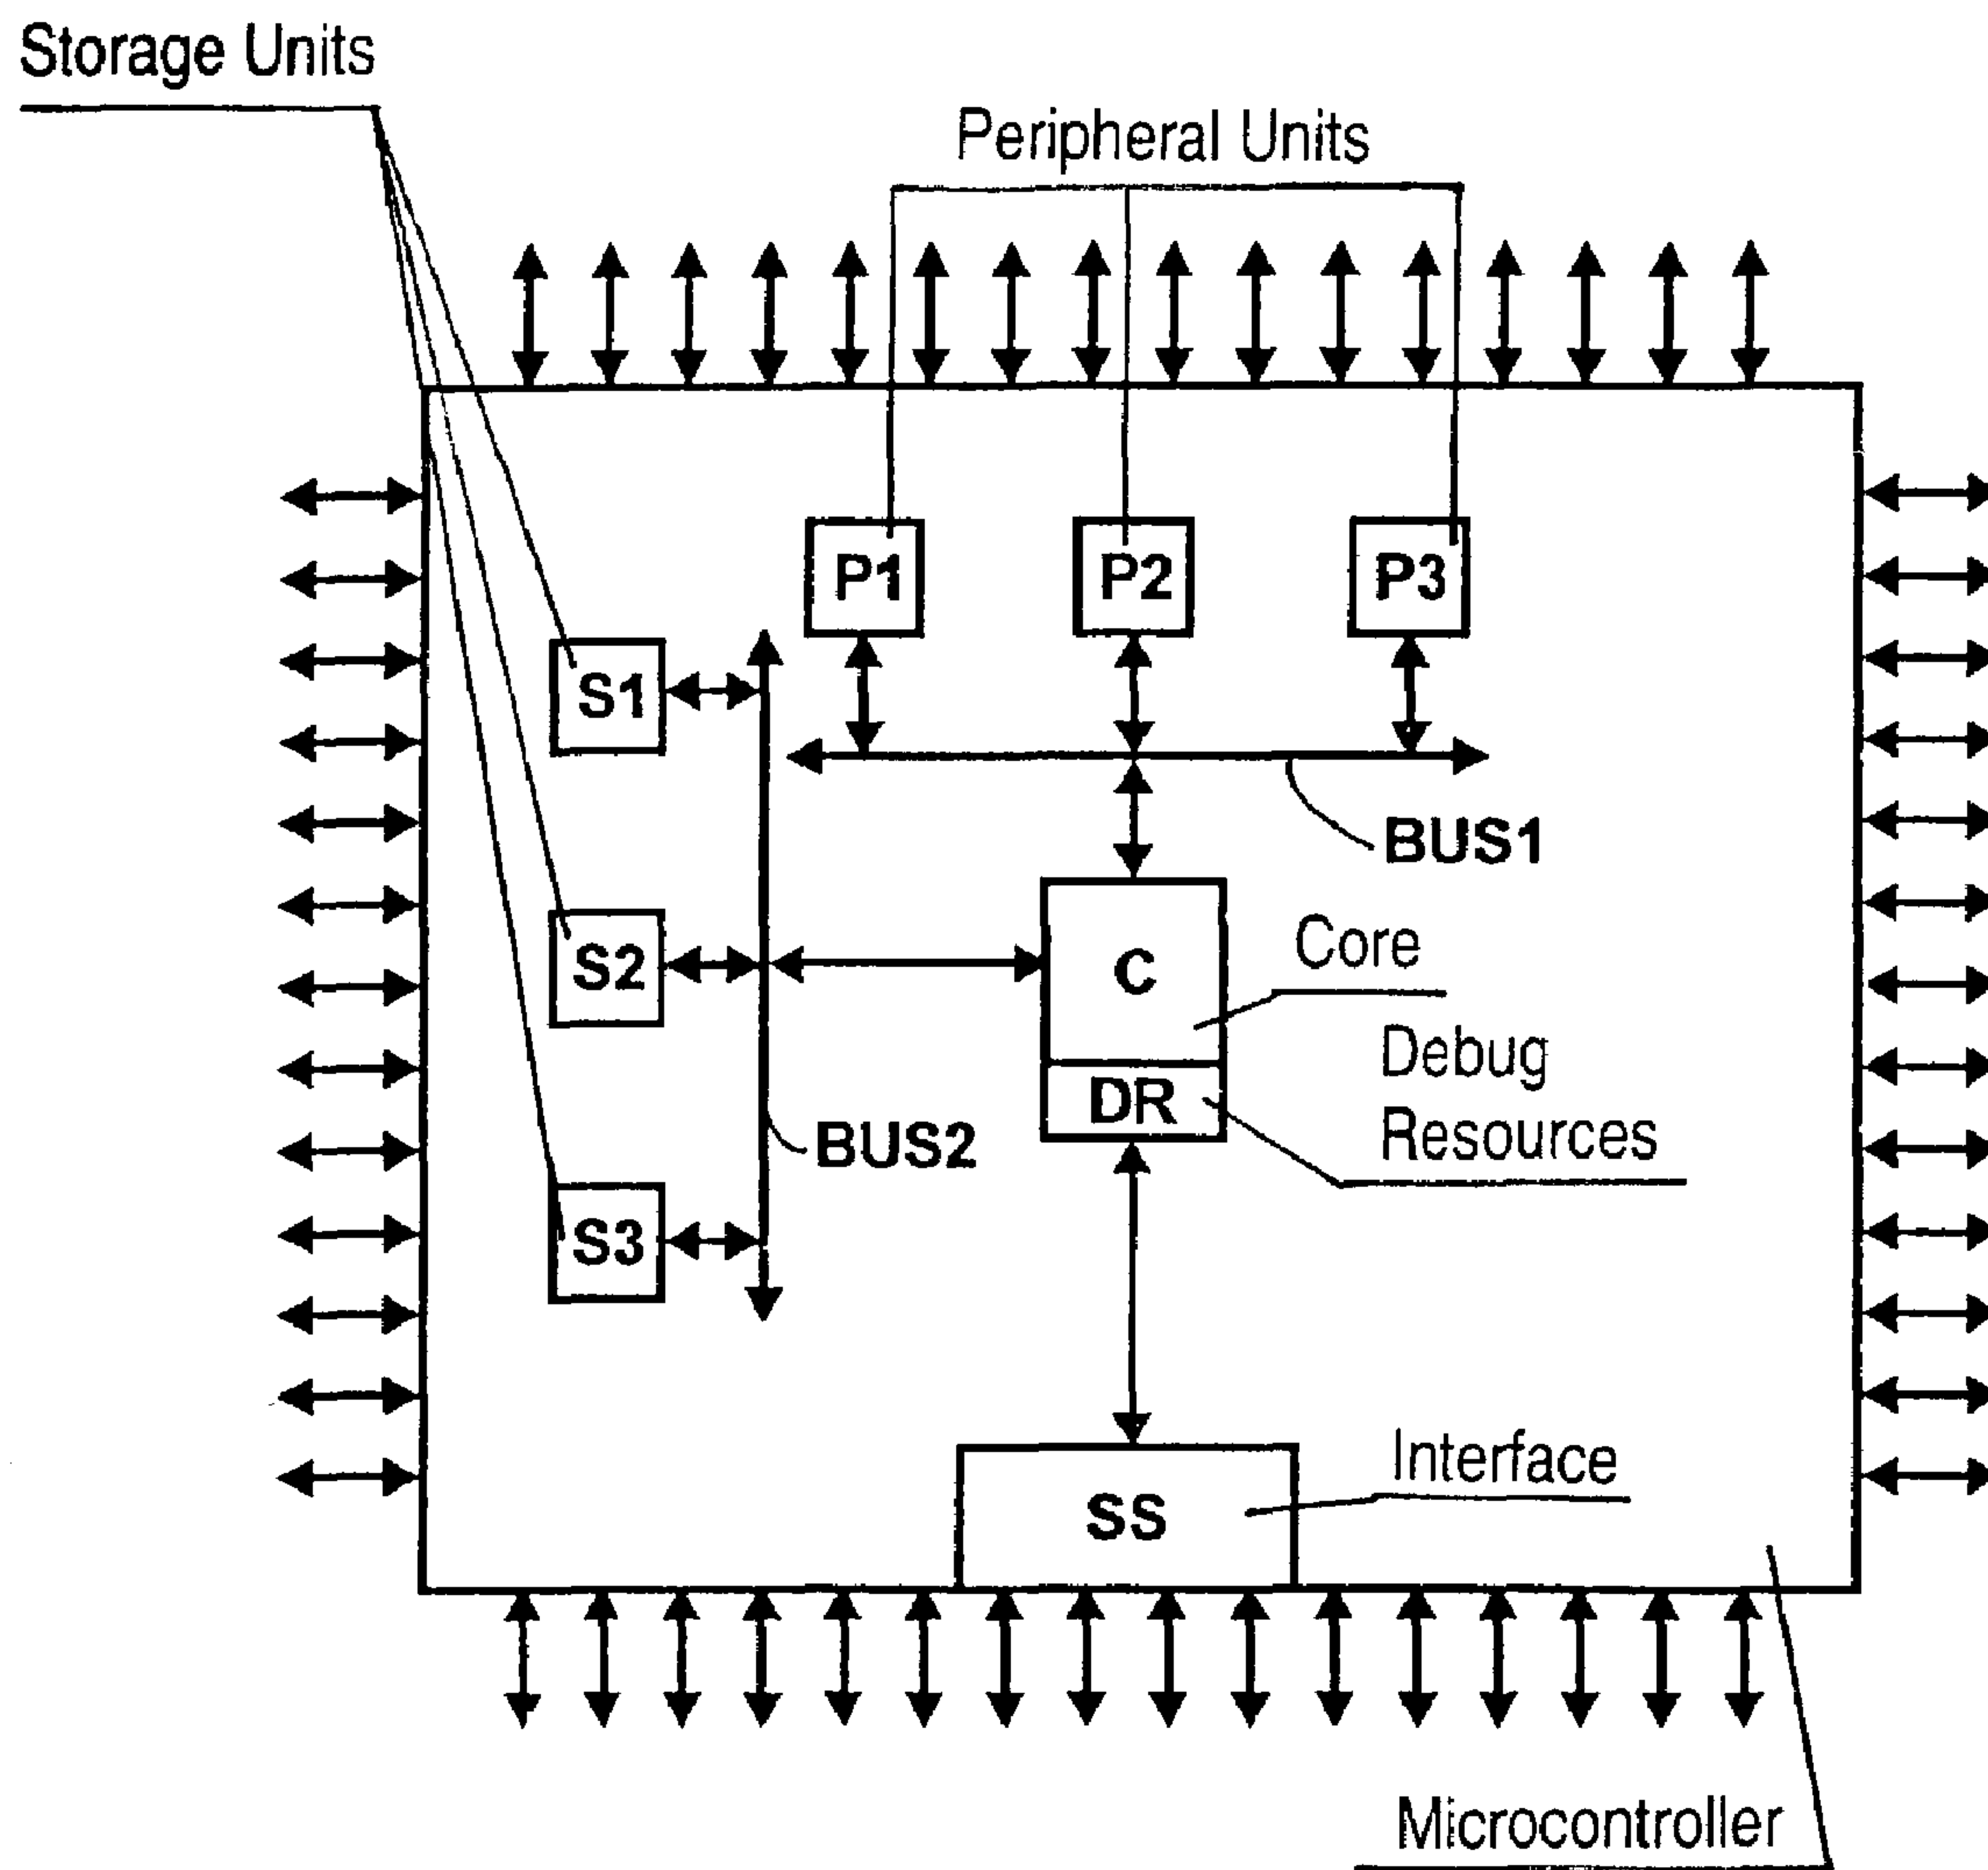 Storage Units
Peripheral Units
P1
P2
P3
S1
BUS1
S2
C
Core
Debug
Resources
DR
BUS2
S3
Interface
SS
Microcontroller